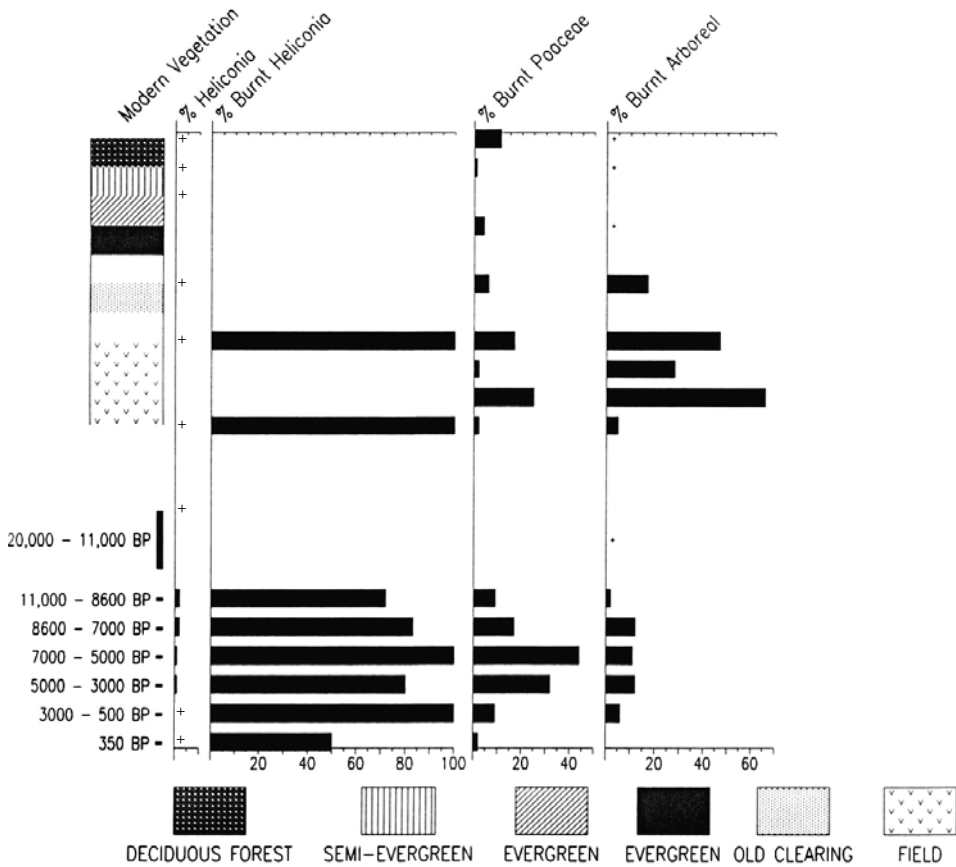 Modern Vegetation
% Heliconia
% Burnt Heliconia
% Burnt Poaceae
% Burnt Arboreal
20,000 – 11,000 BP
11,000 – 8600 BP
8600 – 7000 BP
7000 – 5000 BP
5000 – 3000 BP
3000 – 500 BP
350 BP
20 40 60 80 100 20 40 20 40 60
DECIDUOUS FOREST SEMI–EVERGREEN EVERGREEN EVERGREEN OLD CLEARING FIELD